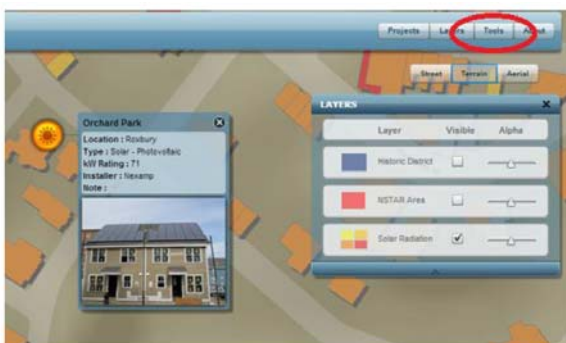 Projects Layers Tools About
Street Terrain Aerial
Orchard Park
Location : Roxbury
Type : Solar - Photovoltaic
kW Rating : 71
Installer : Nexamp
Note :
LAYERS
Layer Visible Alpha
Historic District
NSTAR Area
Solar Radiation